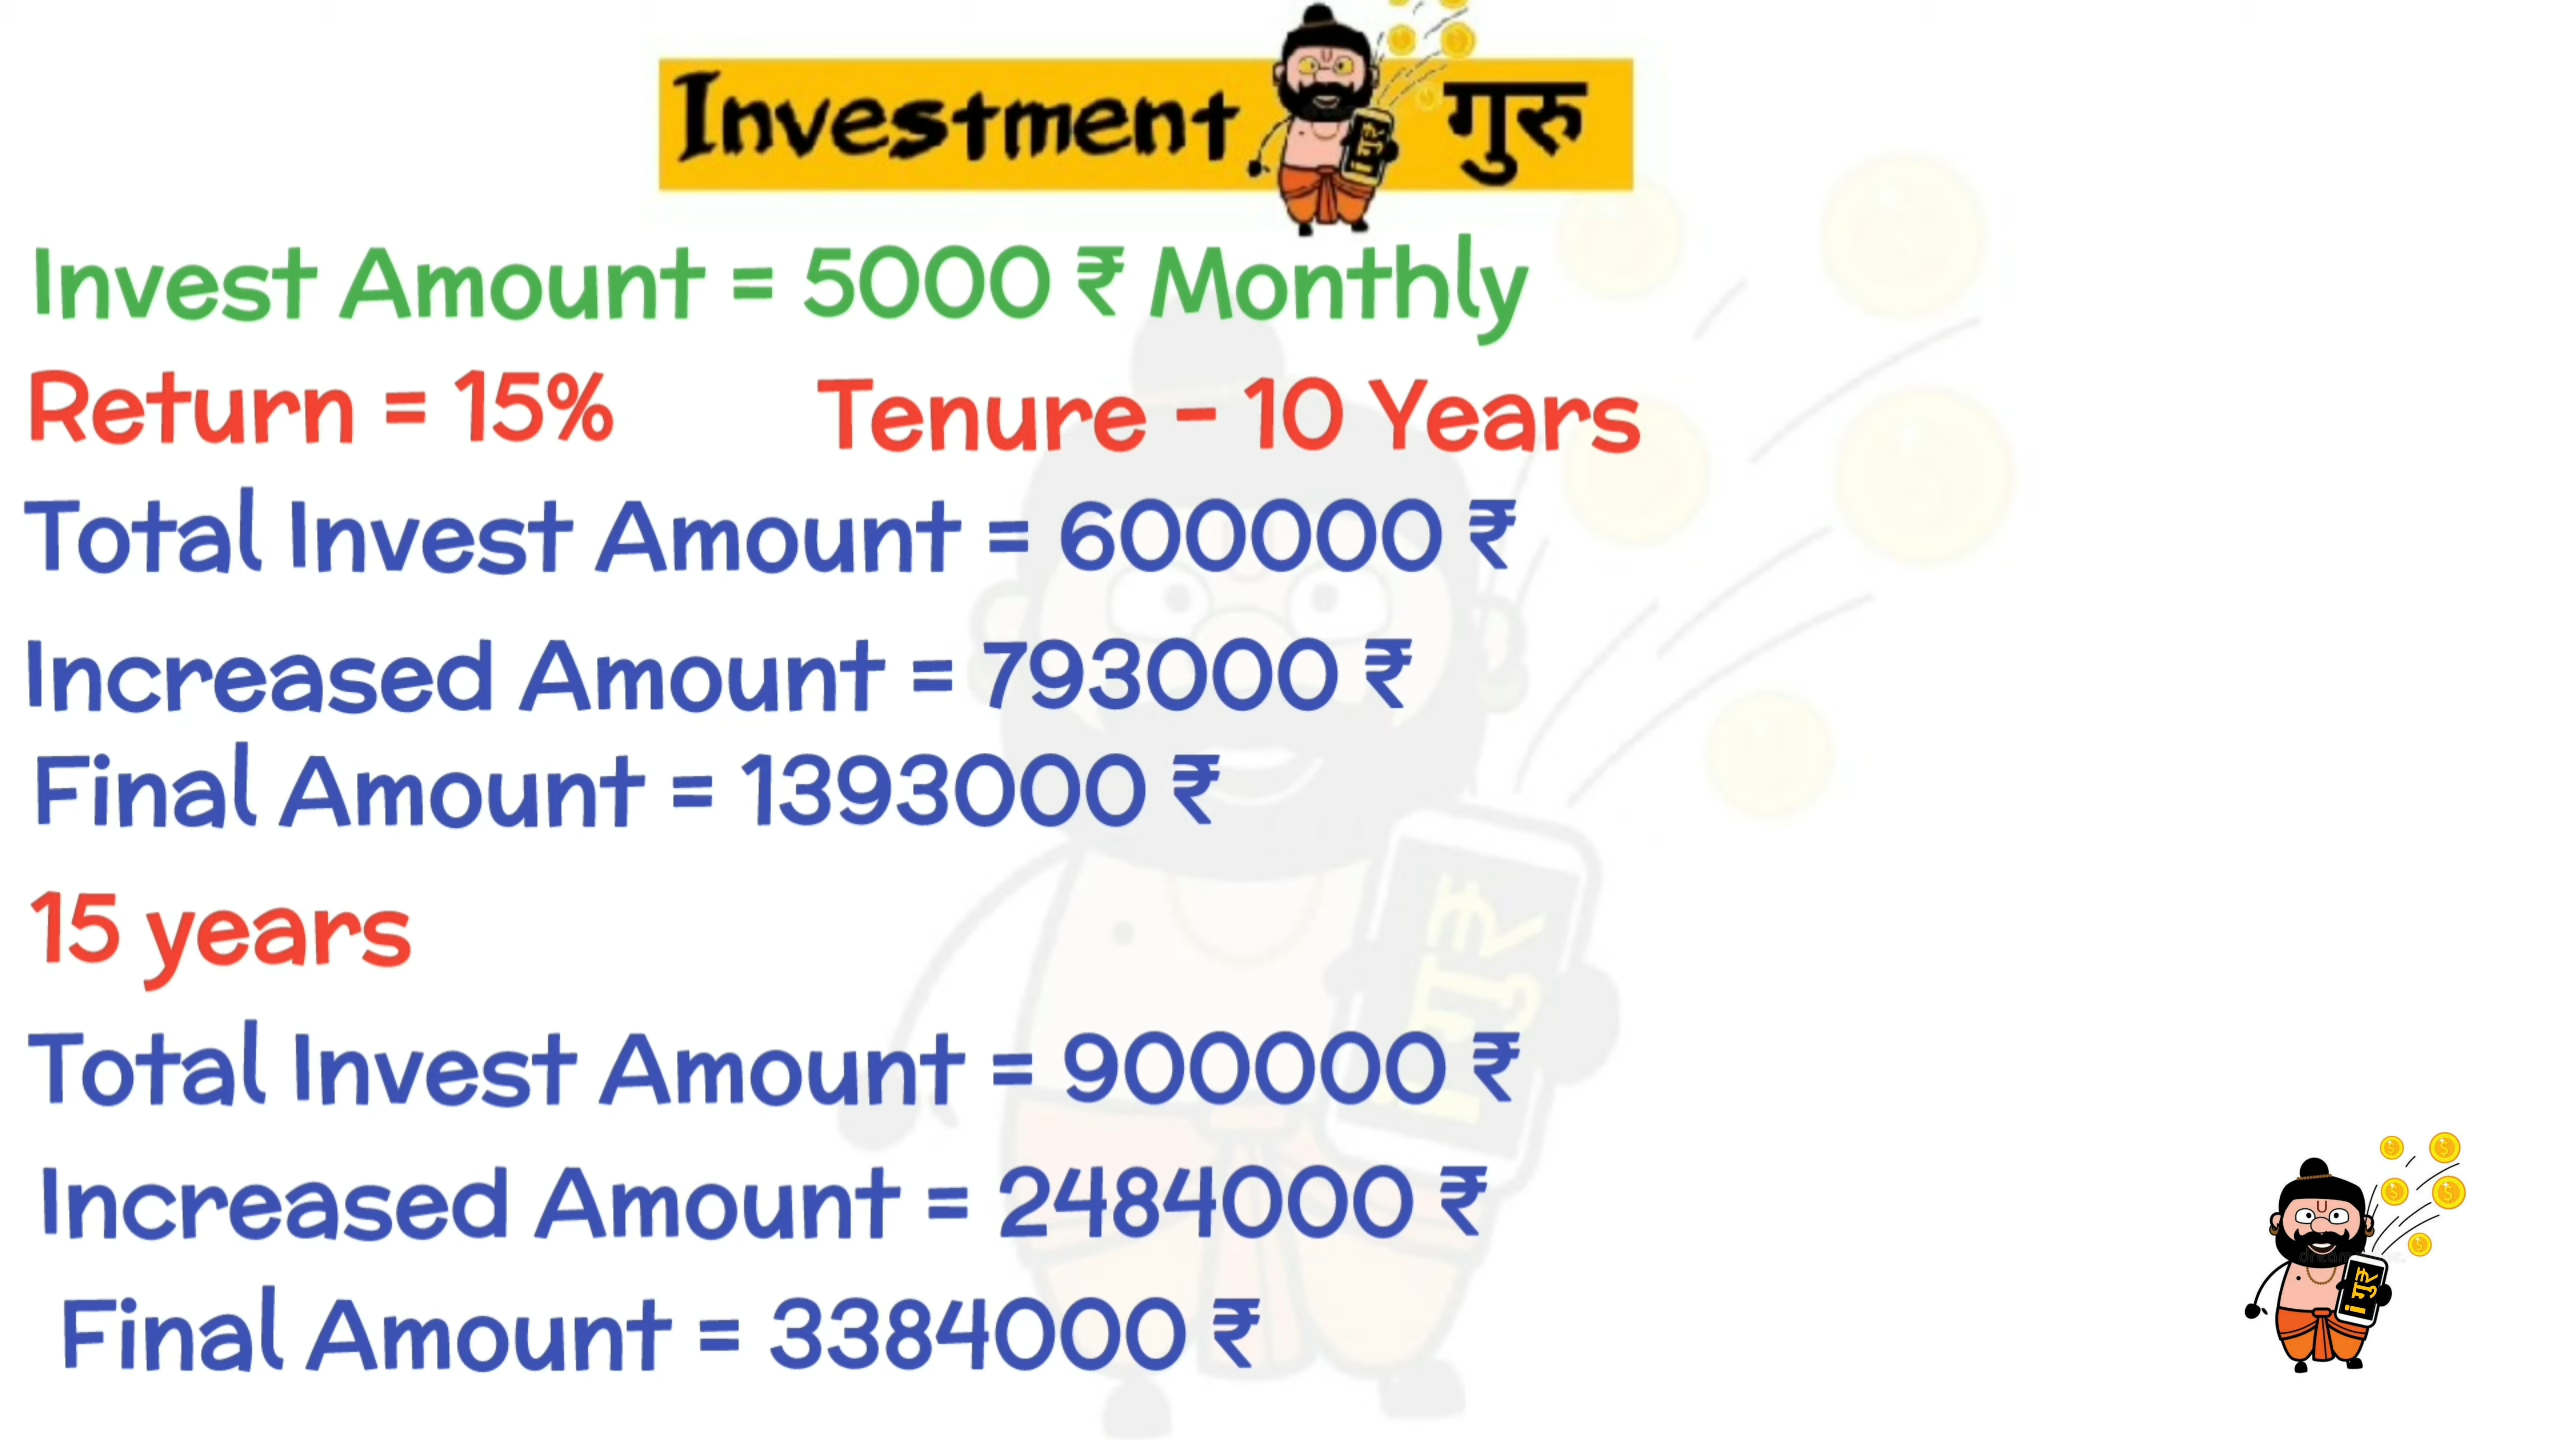 Investment गुरु
Invest Amount = 5000 ₹ Monthly
Return = 15% Tenure - 10 Years
Total Invest Amount = 600000 ₹
Increased Amount = 793000 ₹
Final Amount = 1393000 ₹
15 years
Total Invest Amount = 900000 ₹
Increased Amount = 2484000 ₹
Final Amount = 3384000 ₹
i गुरु